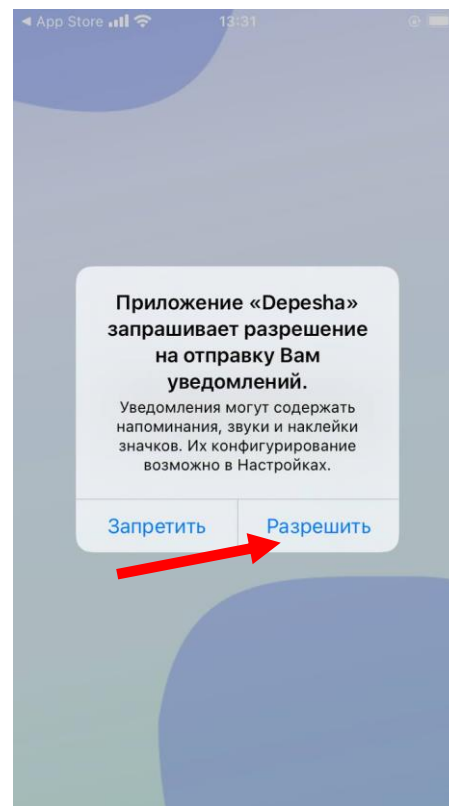 ◀ App Store 13:31
Приложение «Depesha»
запрашивает разрешение
на отправку Вам
уведомлений.
Уведомления могут содержать
напоминания, звуки и наклейки
значков. Их конфигурирование
возможно в Настройках.
Запретить Разрешить